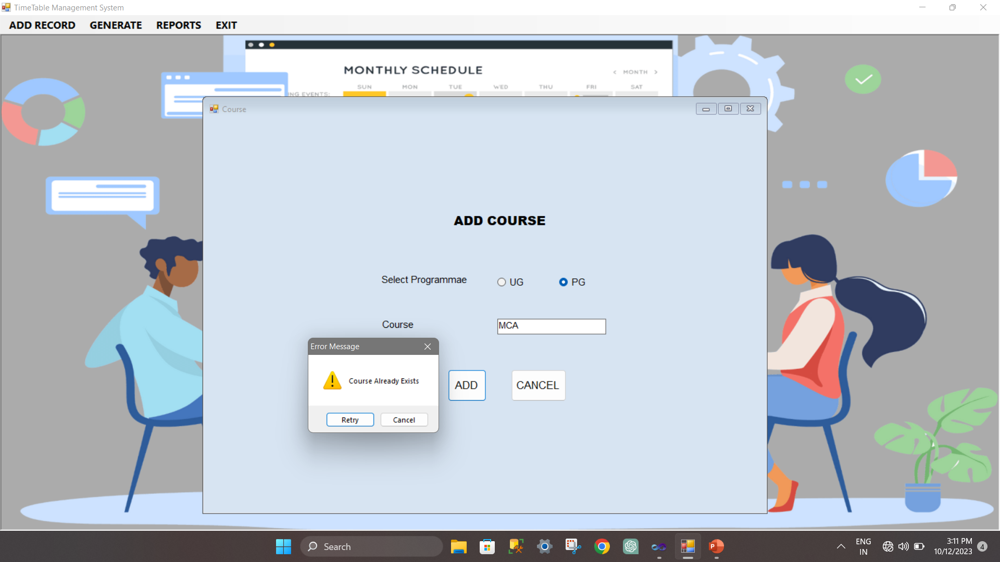 TimeTable Management System
ADD RECORD GENERATE REPORTS EXIT
MONTHLY SCHEDULE
< MONTH >
SUN MON TUE WED THU FRI SAT
NG EVENTS:
Course
ADD COURSE
Select Programmae UG PG
Course MCA
Error Message
Course Already Exists
Retry Cancel
ADD CANCEL
Search
ENG
IN
3:11 PM
10/12/2023
4